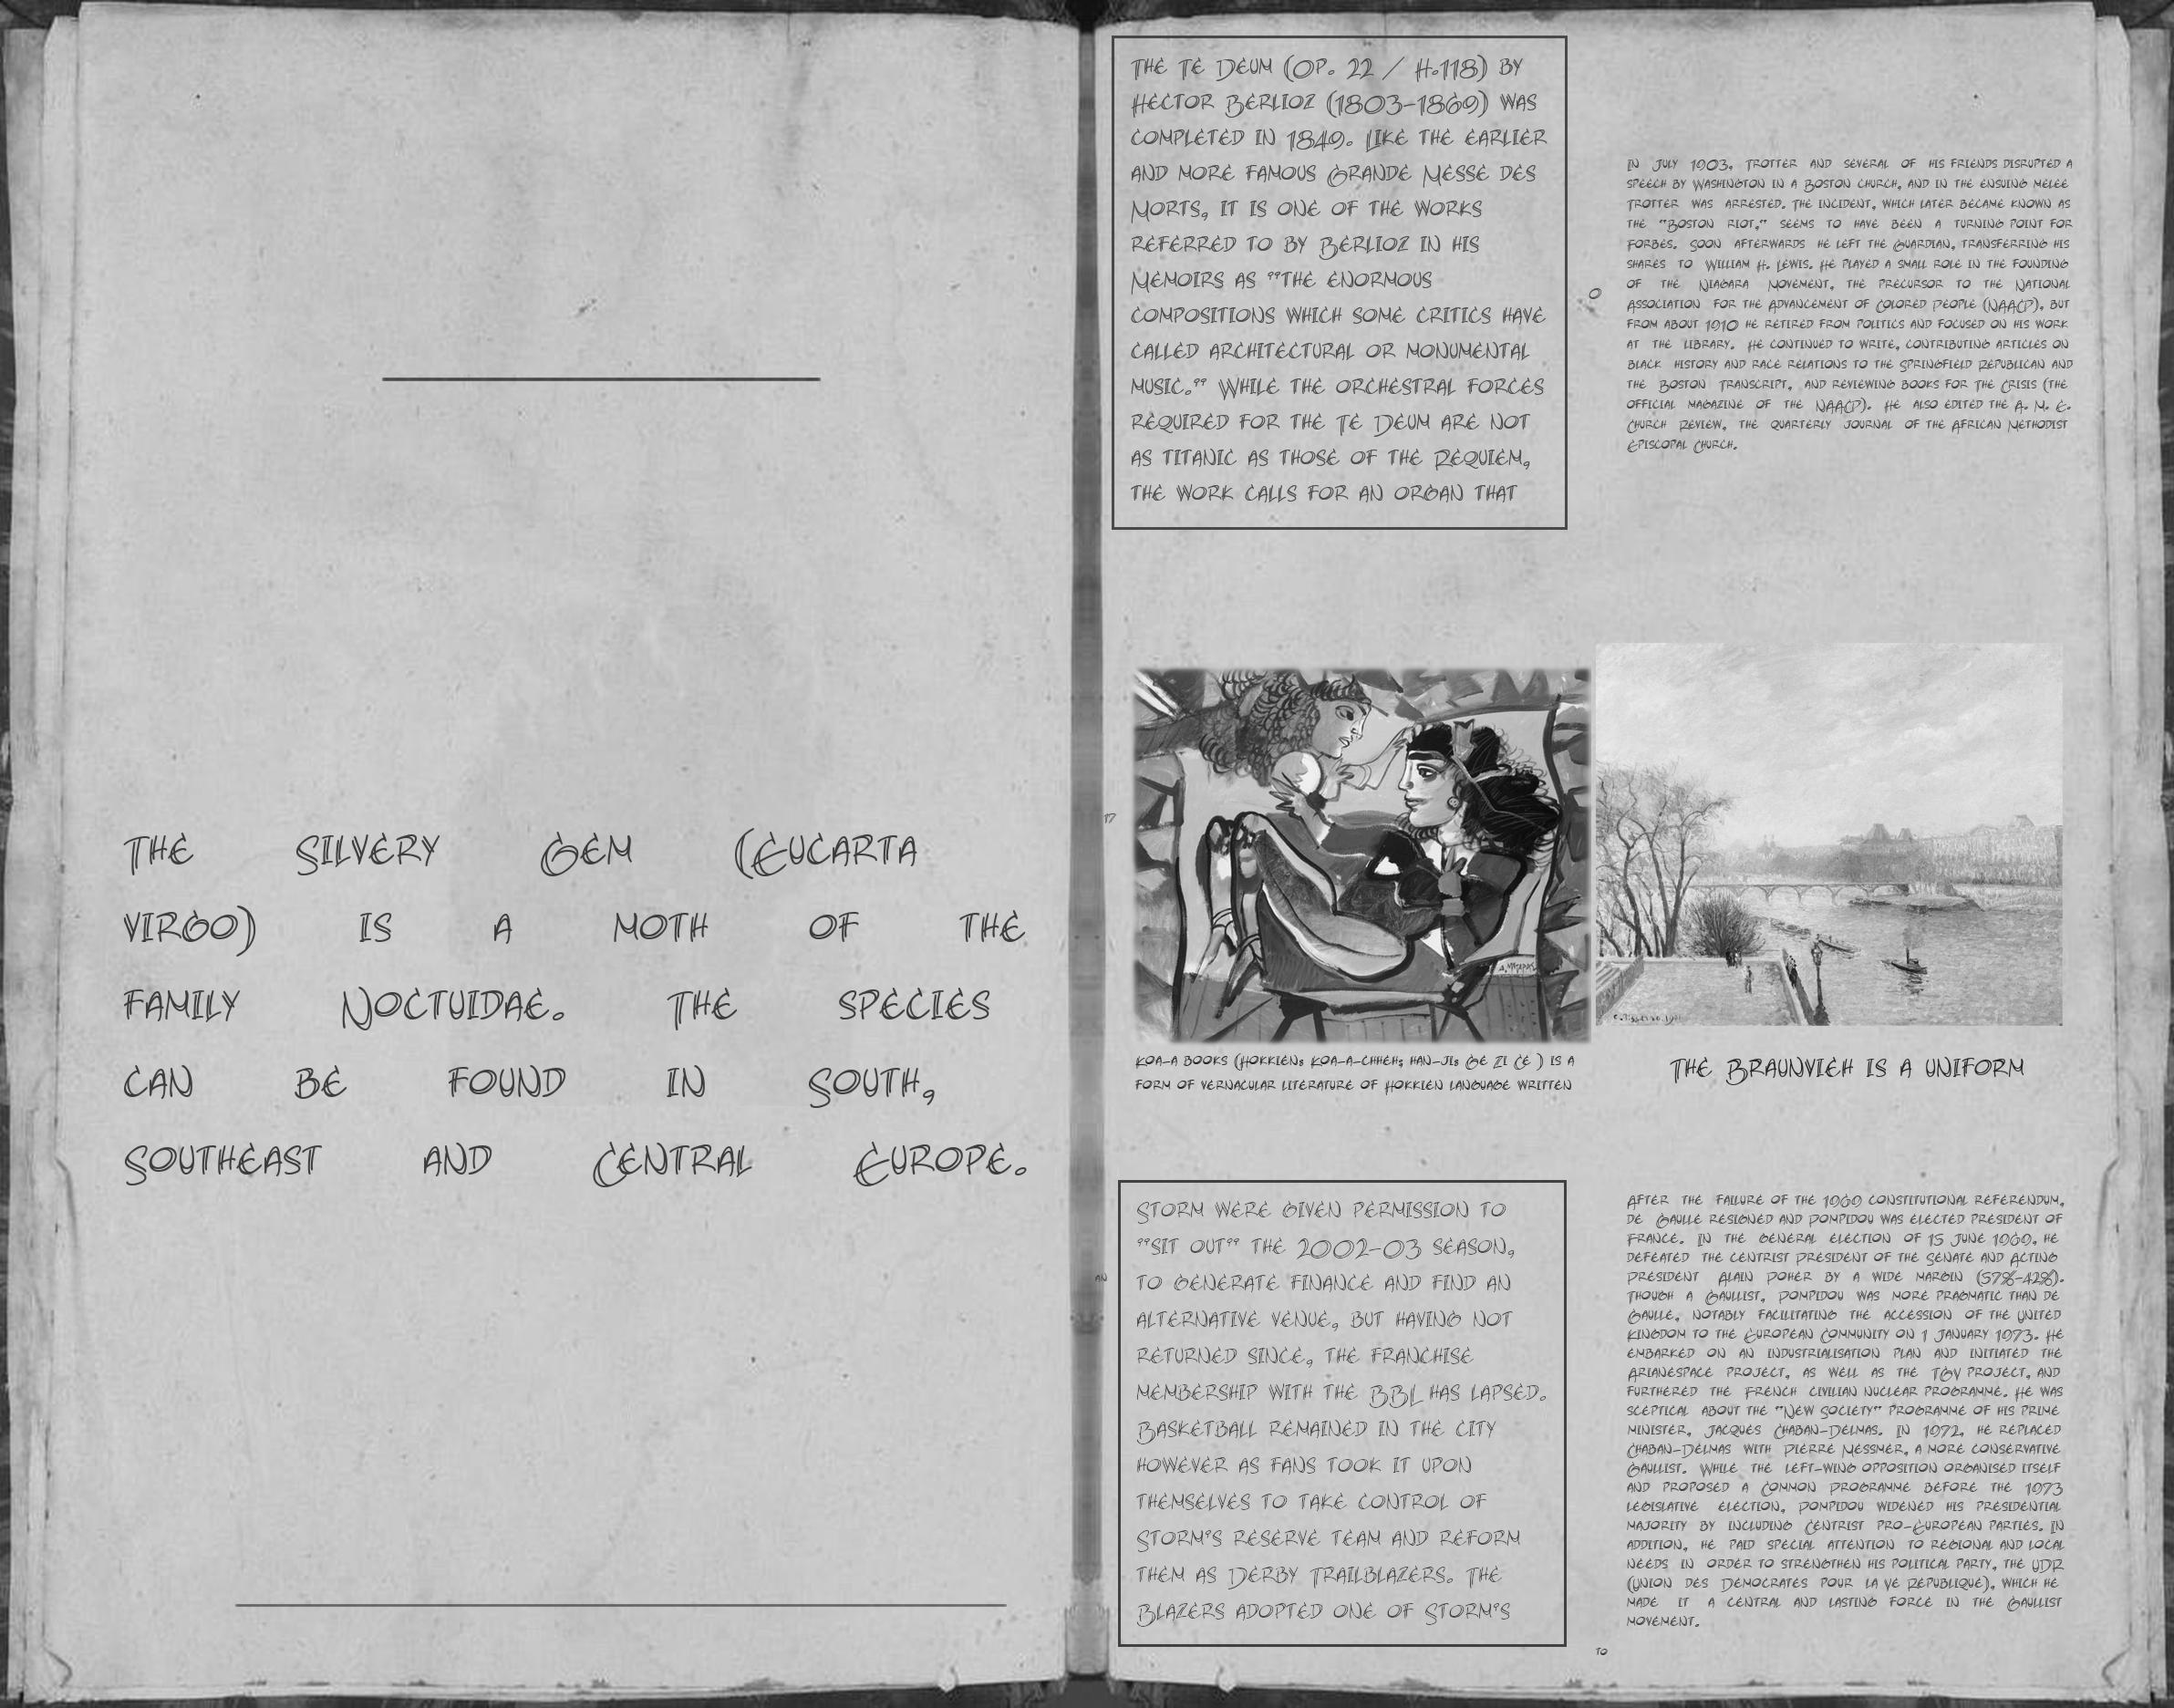 The Silvery Gem (Eucarta
virgo) is a moth of the
family Noctuidae. The species
can be found in South,
Southeast and Central Europe.
The Te Deum (Op. 22 / H.118) by
Hector Berlioz (1803–1869) was
completed in 1849. Like the earlier
and more famous Grande Messe des
Morts, it is one of the works
referred to by Berlioz in his
Memoirs as "the enormous
compositions which some critics have
called architectural or monumental
music." While the orchestral forces
required for the Te Deum are not
as titanic as those of the Requiem,
the work calls for an organ that
Koa-a books (Hokkien: Koa-a-chheh; Han-ji: Ge Zi Ce ) is a
form of vernacular literature of Hokkien language written
Storm were given permission to
"sit out" the 2002–03 season,
to generate finance and find an
alternative venue, but having not
returned since, the franchise
membership with the BBL has lapsed.
Basketball remained in the city
however as fans took it upon
themselves to take control of
Storm's reserve team and reform
them as Derby Trailblazers. The
Blazers adopted one of Storm's
In July 1903, Trotter and several of his friends disrupted a
speech by Washington in a Boston church, and in the ensuing melee
Trotter was arrested. The incident, which later became known as
the "Boston Riot," seems to have been a turning point for
Forbes. Soon afterwards he left the Guardian, transferring his
shares to William H. Lewis. He played a small role in the founding
of the Niagara Movement, the precursor to the National
Association for the Advancement of Colored People (NAACP), but
from about 1910 he retired from politics and focused on his work
at the library. He continued to write, contributing articles on
black history and race relations to the Springfield Republican and
the Boston Transcript, and reviewing books for The Crisis (the
official magazine of the NAACP). He also edited the A. M. E.
Church Review, the quarterly journal of the African Methodist
Episcopal Church.
The Braunvieh is a uniform
After the failure of the 1969 constitutional referendum,
de Gaulle resigned and Pompidou was elected president of
France. In the general election of 15 June 1969, he
defeated the centrist President of the Senate and Acting
President Alain Poher by a wide margin (57%–42%).
Though a Gaullist, Pompidou was more pragmatic than de
Gaulle, notably facilitating the accession of the United
Kingdom to the European Community on 1 January 1973. He
embarked on an industrialisation plan and initiated the
Arianespace project, as well as the TGV project, and
furthered the French civilian nuclear programme. He was
sceptical about the "New Society" programme of his prime
minister, Jacques Chaban-Delmas. In 1972, he replaced
Chaban-Delmas with Pierre Messmer, a more conservative
Gaullist. While the left-wing opposition organised itself
and proposed a Common Programme before the 1973
legislative election, Pompidou widened his presidential
majority by including Centrist pro-European parties. In
addition, he paid special attention to regional and local
needs in order to strengthen his political party, the UDR
(Union des Democrates pour la Ve Republique), which he
made it a central and lasting force in the Gaullist
movement.
17
O
an
to